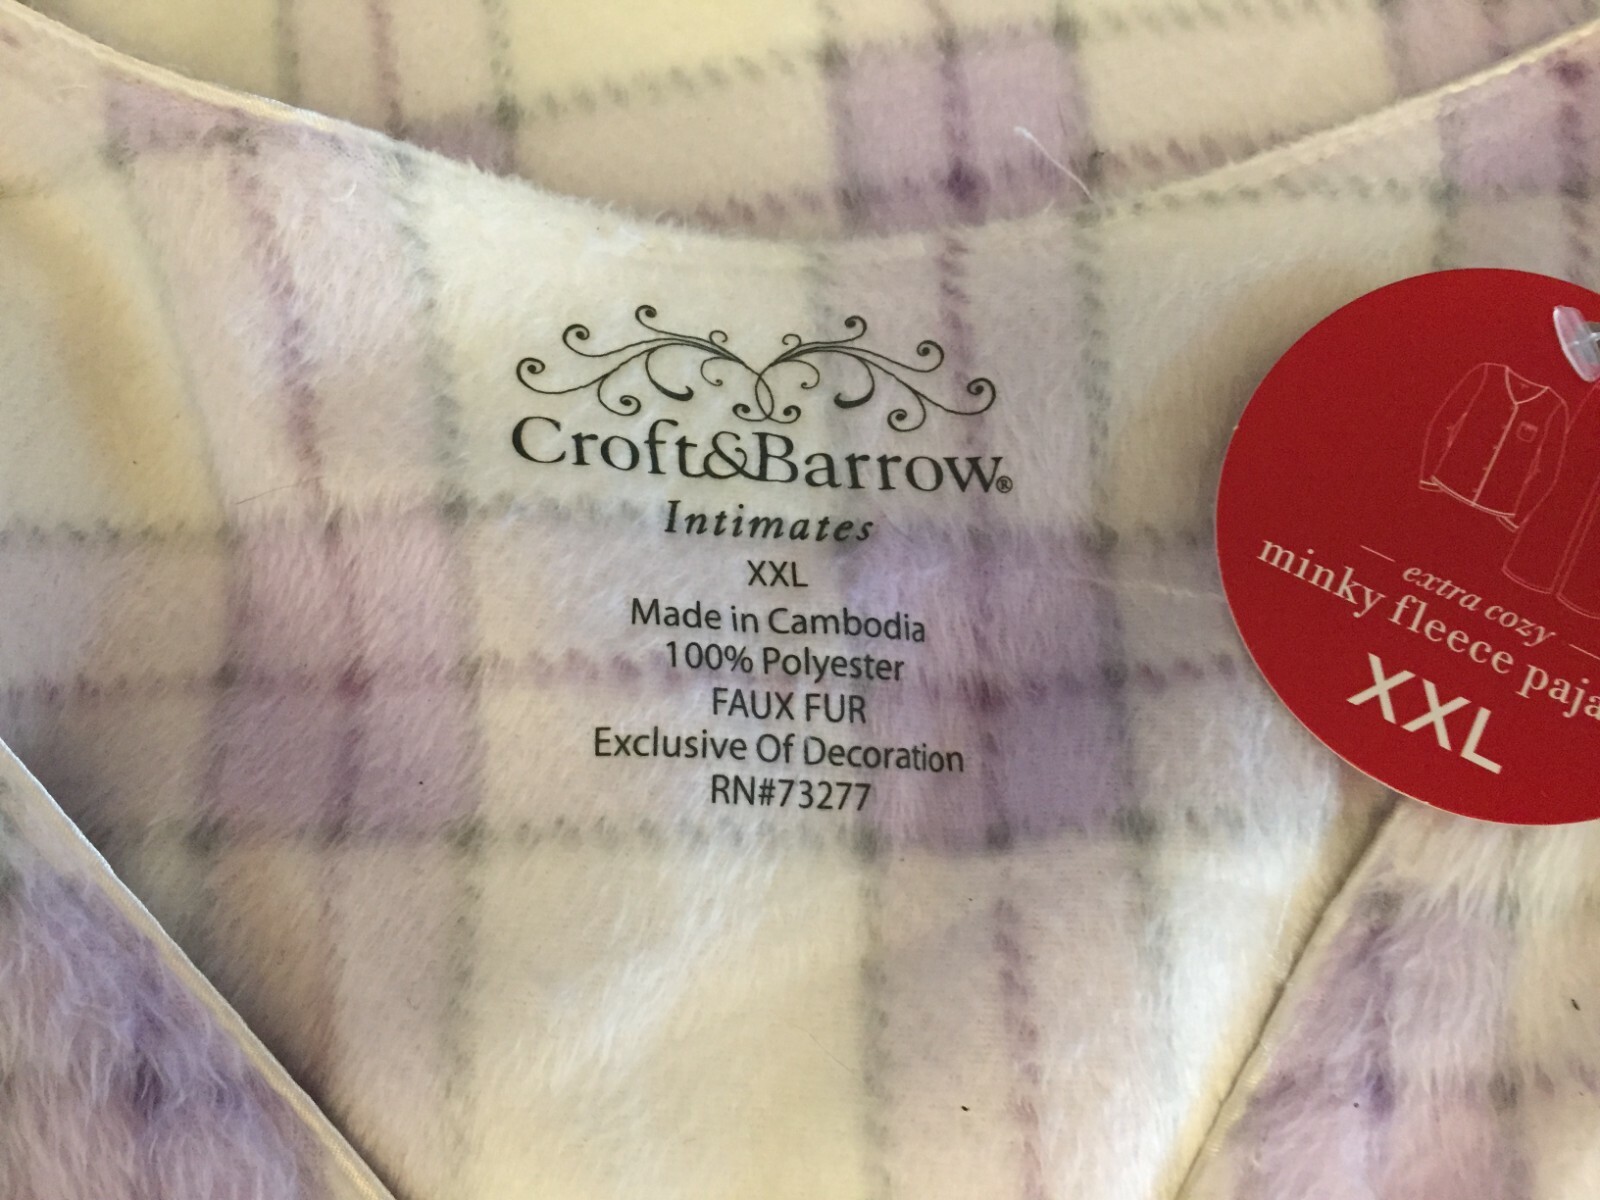 Croft&Barrow®
Intimates
XXL
Made in Cambodia
100% Polyester
FAUX FUR
Exclusive Of Decoration
RN#73277
extra cozy
minky fleece paja
XXL